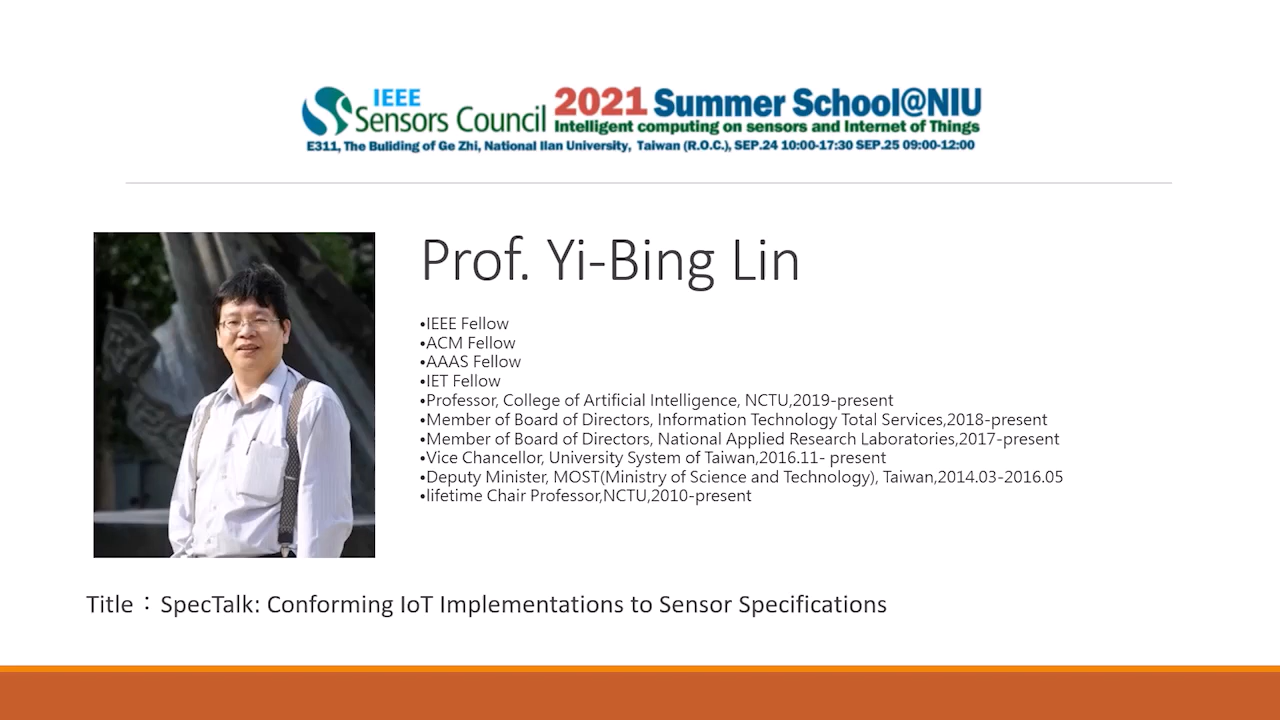 IEEE
Sensors Council
2021 Summer School@NIU
Intelligent computing on sensors and Internet of Things
E311, The Buliding of Ge Zhi, National Ilan University, Taiwan (R.O.C.), SEP.24 10:00-17:30 SEP.25 09:00-12:00
Prof. Yi-Bing Lin
•IEEE Fellow
•ACM Fellow
•AAAS Fellow
•IET Fellow
•Professor, College of Artificial Intelligence, NCTU,2019-present
•Member of Board of Directors, Information Technology Total Services,2018-present
•Member of Board of Directors, National Applied Research Laboratories,2017-present
•Vice Chancellor, University System of Taiwan,2016.11- present
•Deputy Minister, MOST(Ministry of Science and Technology), Taiwan,2014.03-2016.05
•lifetime Chair Professor,NCTU,2010-present
Title：SpecTalk: Conforming IoT Implementations to Sensor Specifications